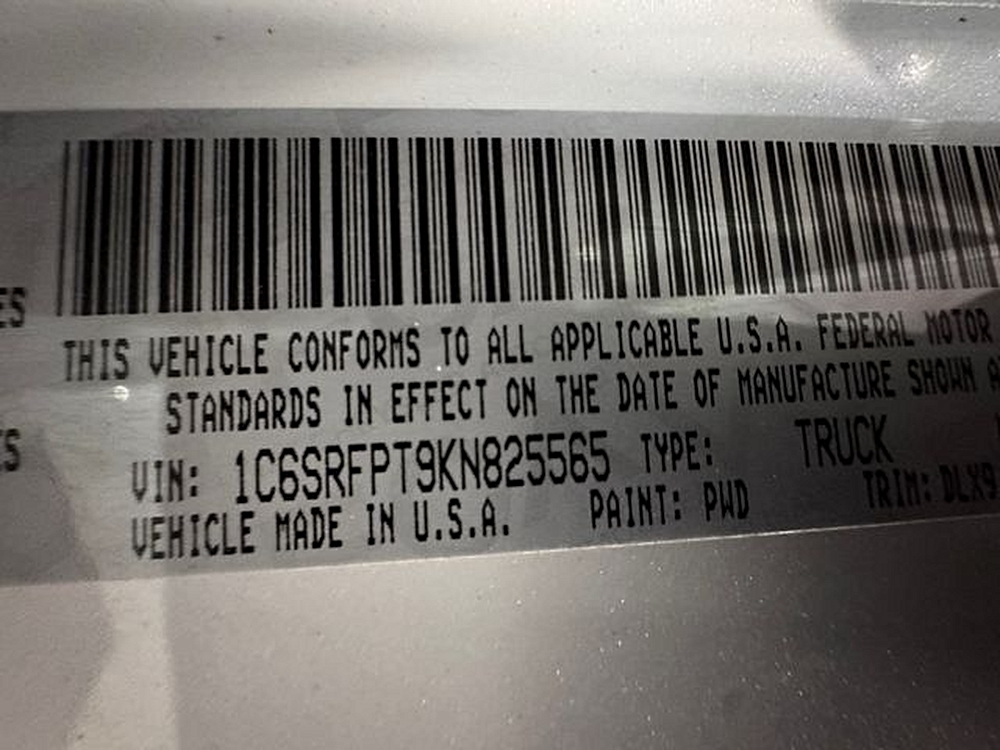 ES
THIS VEHICLE CONFORMS TO ALL APPLICABLE U.S.A. FEDERAL MOTOR
STANDARDS IN EFFECT ON THE DATE OF MANUFACTURE SHOWN A
S
VIN: 1C6SRFPT9KN825565 TYPE: TRUCK
VEHICLE MADE IN U.S.A. PAINT: PWD TRIM: DLX9